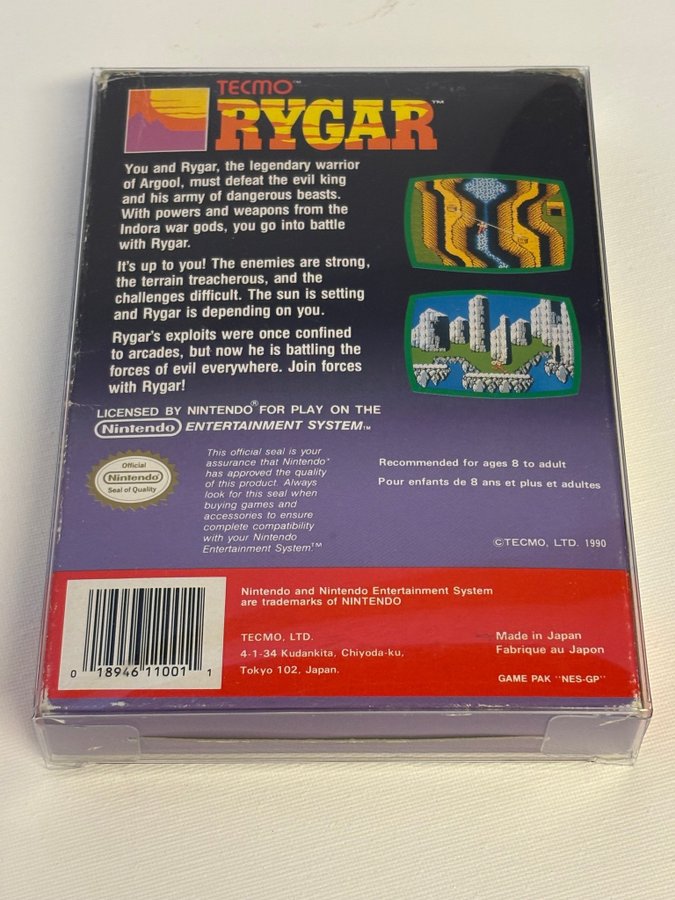 TECMO™
RYGAR™
You and Rygar, the legendary warrior
of Argool, must defeat the evil king
and his army of dangerous beasts.
With powers and weapons from the
Indora war gods, you go into battle
with Rygar.
It's up to you! The enemies are strong,
the terrain treacherous, and the
challenges difficult. The sun is setting
and Rygar is depending on you.
Rygar's exploits were once confined
to arcades, but now he is battling the
forces of evil everywhere. Join forces
with Rygar!
LICENSED BY NINTENDO® FOR PLAY ON THE
Nintendo ENTERTAINMENT SYSTEM™
Official
Nintendo
Seal of Quality
This official seal is your
assurance that Nintendo®
has approved the quality
of this product. Always
look for this seal when
buying games and
accessories to ensure
complete compatibility
with your Nintendo
Entertainment System.™
Recommended for ages 8 to adult
Pour enfants de 8 ans et plus et adultes
©TECMO, LTD. 1990
Nintendo and Nintendo Entertainment System
are trademarks of NINTENDO
TECMO, LTD.
4-1-34 Kudankita, Chiyoda-ku,
Tokyo 102, Japan.
Made in Japan
Fabrique au Japon
GAME PAK "NES-GP"
0 18946 11001 1